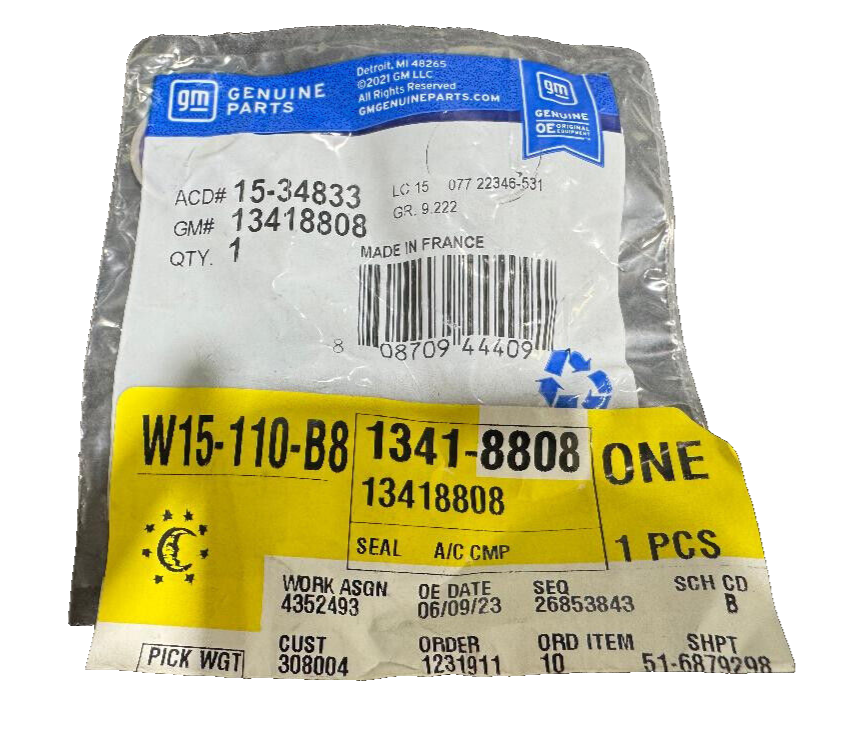 gm GENUINE PARTS
Detroit, MI 48265
©2021 GM LLC
All Rights Reserved
GMGENUINEPARTS.COM
gm
GENUINE
OE ORIGINAL EQUIPMENT
ACD# 15-34833
GM# 13418808
QTY. 1
LC 15 077 22346-531
GR. 9.222
MADE IN FRANCE
8 08709 44409
W15-110-B8
1341-8808
13418808
SEAL A/C CMP
ONE
1 PCS
WORK ASGN OE DATE SEQ SCH CD
4352493 06/09/23 26853843 B
PICK WGT
CUST ORDER ORD ITEM SHPT
308004 1231911 10 51-6879298